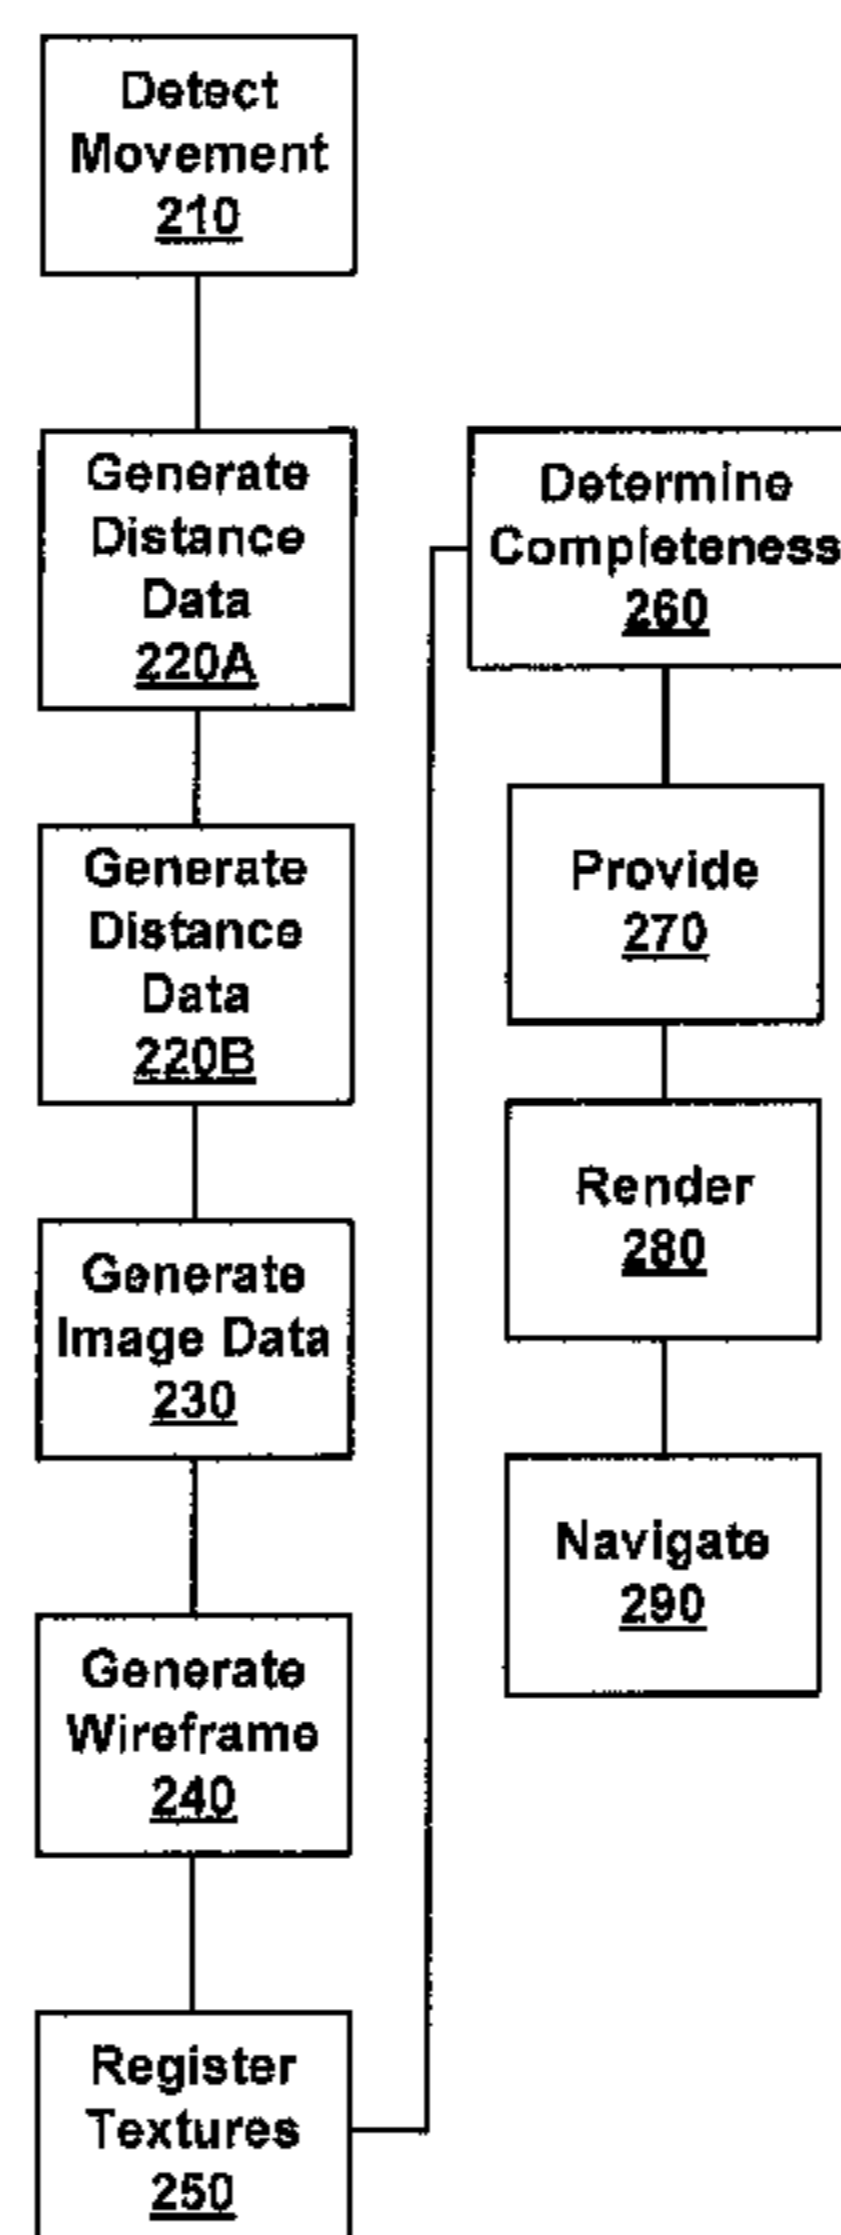 Detect
Movement
210
Generate
Distance
Data
220A
Generate
Distance
Data
220B
Generate
Image Data
230
Generate
Wireframe
240
Register
Textures
250
Determine
Completeness
260
Provide
270
Render
280
Navigate
290